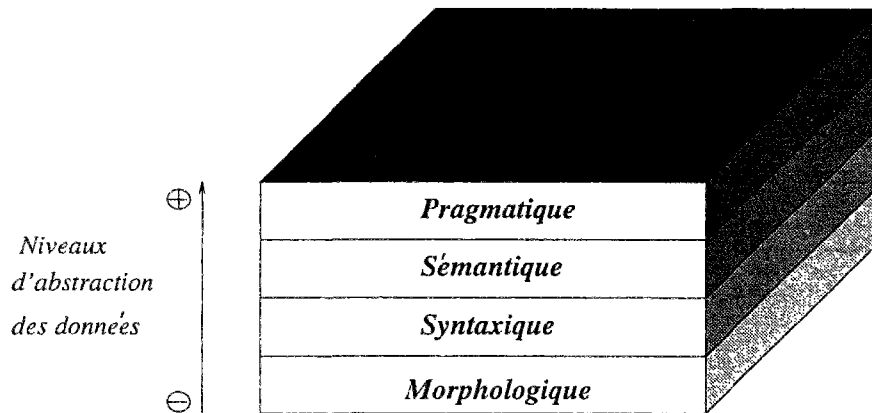 ⊕
Niveaux
d'abstraction
des données
⊖
Pragmatique
Sémantique
Syntaxique
Morphologique